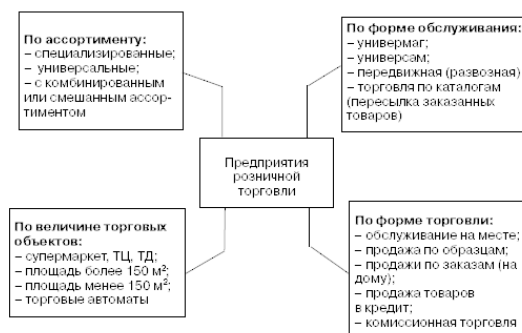 По ассортименту:
– специализированные;
– универсальные;
– с комбинированным
или смешанным ассор-
тиментом
По форме обслуживания:
– универмаг;
– универсам;
– передвижная (развозная)
– торговля по каталогам
(пересылка заказанных
товаров)
Предприятия
розничной
торговли
По величине торговых
объектов:
– супермаркет, ТЦ, ТД;
– площадь более 150 м²;
– площадь менее 150 м²;
– торговые автоматы
По форме торговли:
– обслуживание на месте;
– продажа по образцам;
– продажи по заказам (на
дому);
– продажа товаров
в кредит;
– комиссионная торговля